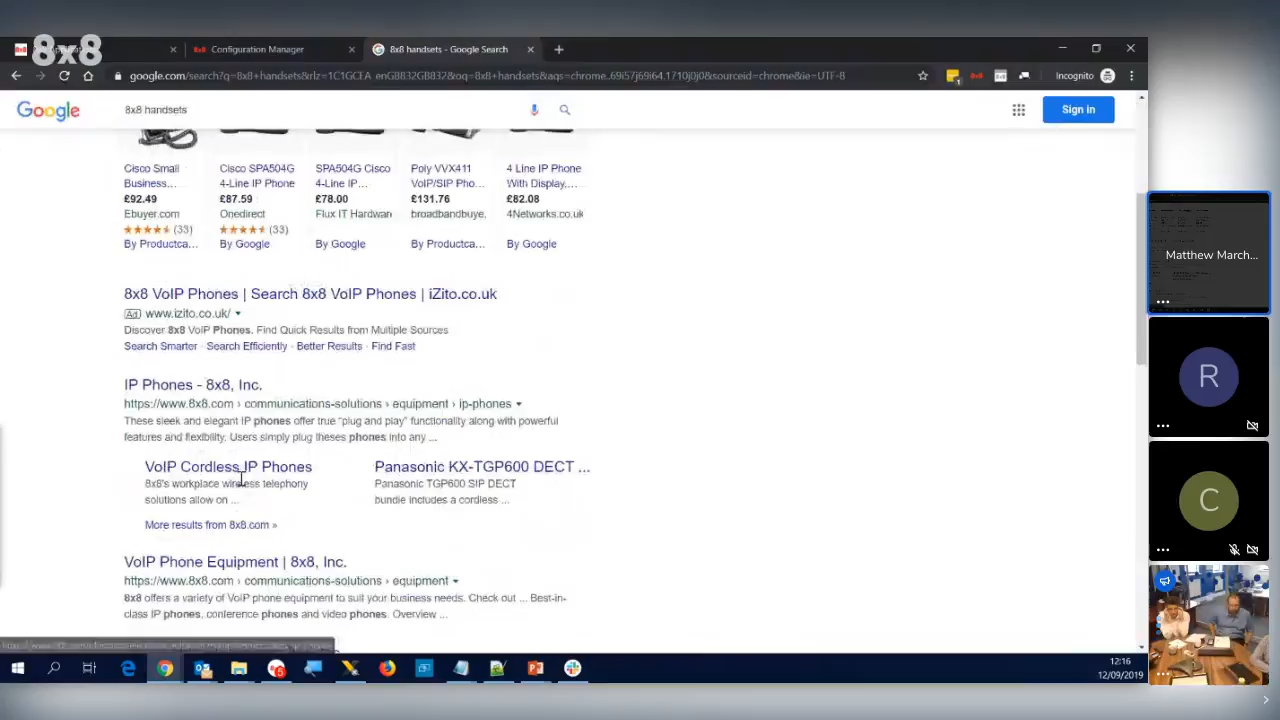 8x8
Configuration Manager
8x8 handsets - Google Search
google.com/search?q=8x8+handsets&rlz=1C1GCEA_enGB832GB832&oq=8x8+handsets&aqs=chrome..69i57j69i64.1710j0j0&sourceid=chrome&ie=UTF-8
Incognito
Google
8x8 handsets
Sign in
Cisco Small Business...
£92.49
Ebuyer.com
(33)
By Productca...
Cisco SPA504G 4-Line IP Phone
£87.59
Onedirect
(33)
By Google
SPA504G Cisco 4-Line IP...
£78.00
Flux IT Hardwar
By Google
Poly VVX411 VoIP/SIP Pho...
£131.76
broadbandbuye.
By Productca...
4 Line IP Phone With Display,...
£82.08
4Networks.co.uk
By Google
8x8 VoIP Phones | Search 8x8 VoIP Phones | iZito.co.uk
Ad www.izito.co.uk/
Discover 8x8 VoIP Phones. Find Quick Results from Multiple Sources
Search Smarter · Search Efficiently · Better Results · Find Fast
IP Phones - 8x8, Inc.
https://www.8x8.com › communications-solutions › equipment › ip-phones
These sleek and elegant IP phones offer true "plug and play" functionality along with powerful
features and flexibility. Users simply plug theses phones into any ...
VoIP Cordless IP Phones
8x8's workplace wireless telephony
solutions allow on ...
Panasonic KX-TGP600 DECT ...
Panasonic TGP600 SIP DECT
bundle includes a cordless ...
More results from 8x8.com »
VoIP Phone Equipment | 8x8, Inc.
https://www.8x8.com › communications-solutions › equipment
8x8 offers a variety of VoIP phone equipment to suit your business needs. Check out ... Best-in-
class IP phones, conference phones and video phones. Overview ...
12:16
12/09/2019
Matthew March...
R
C